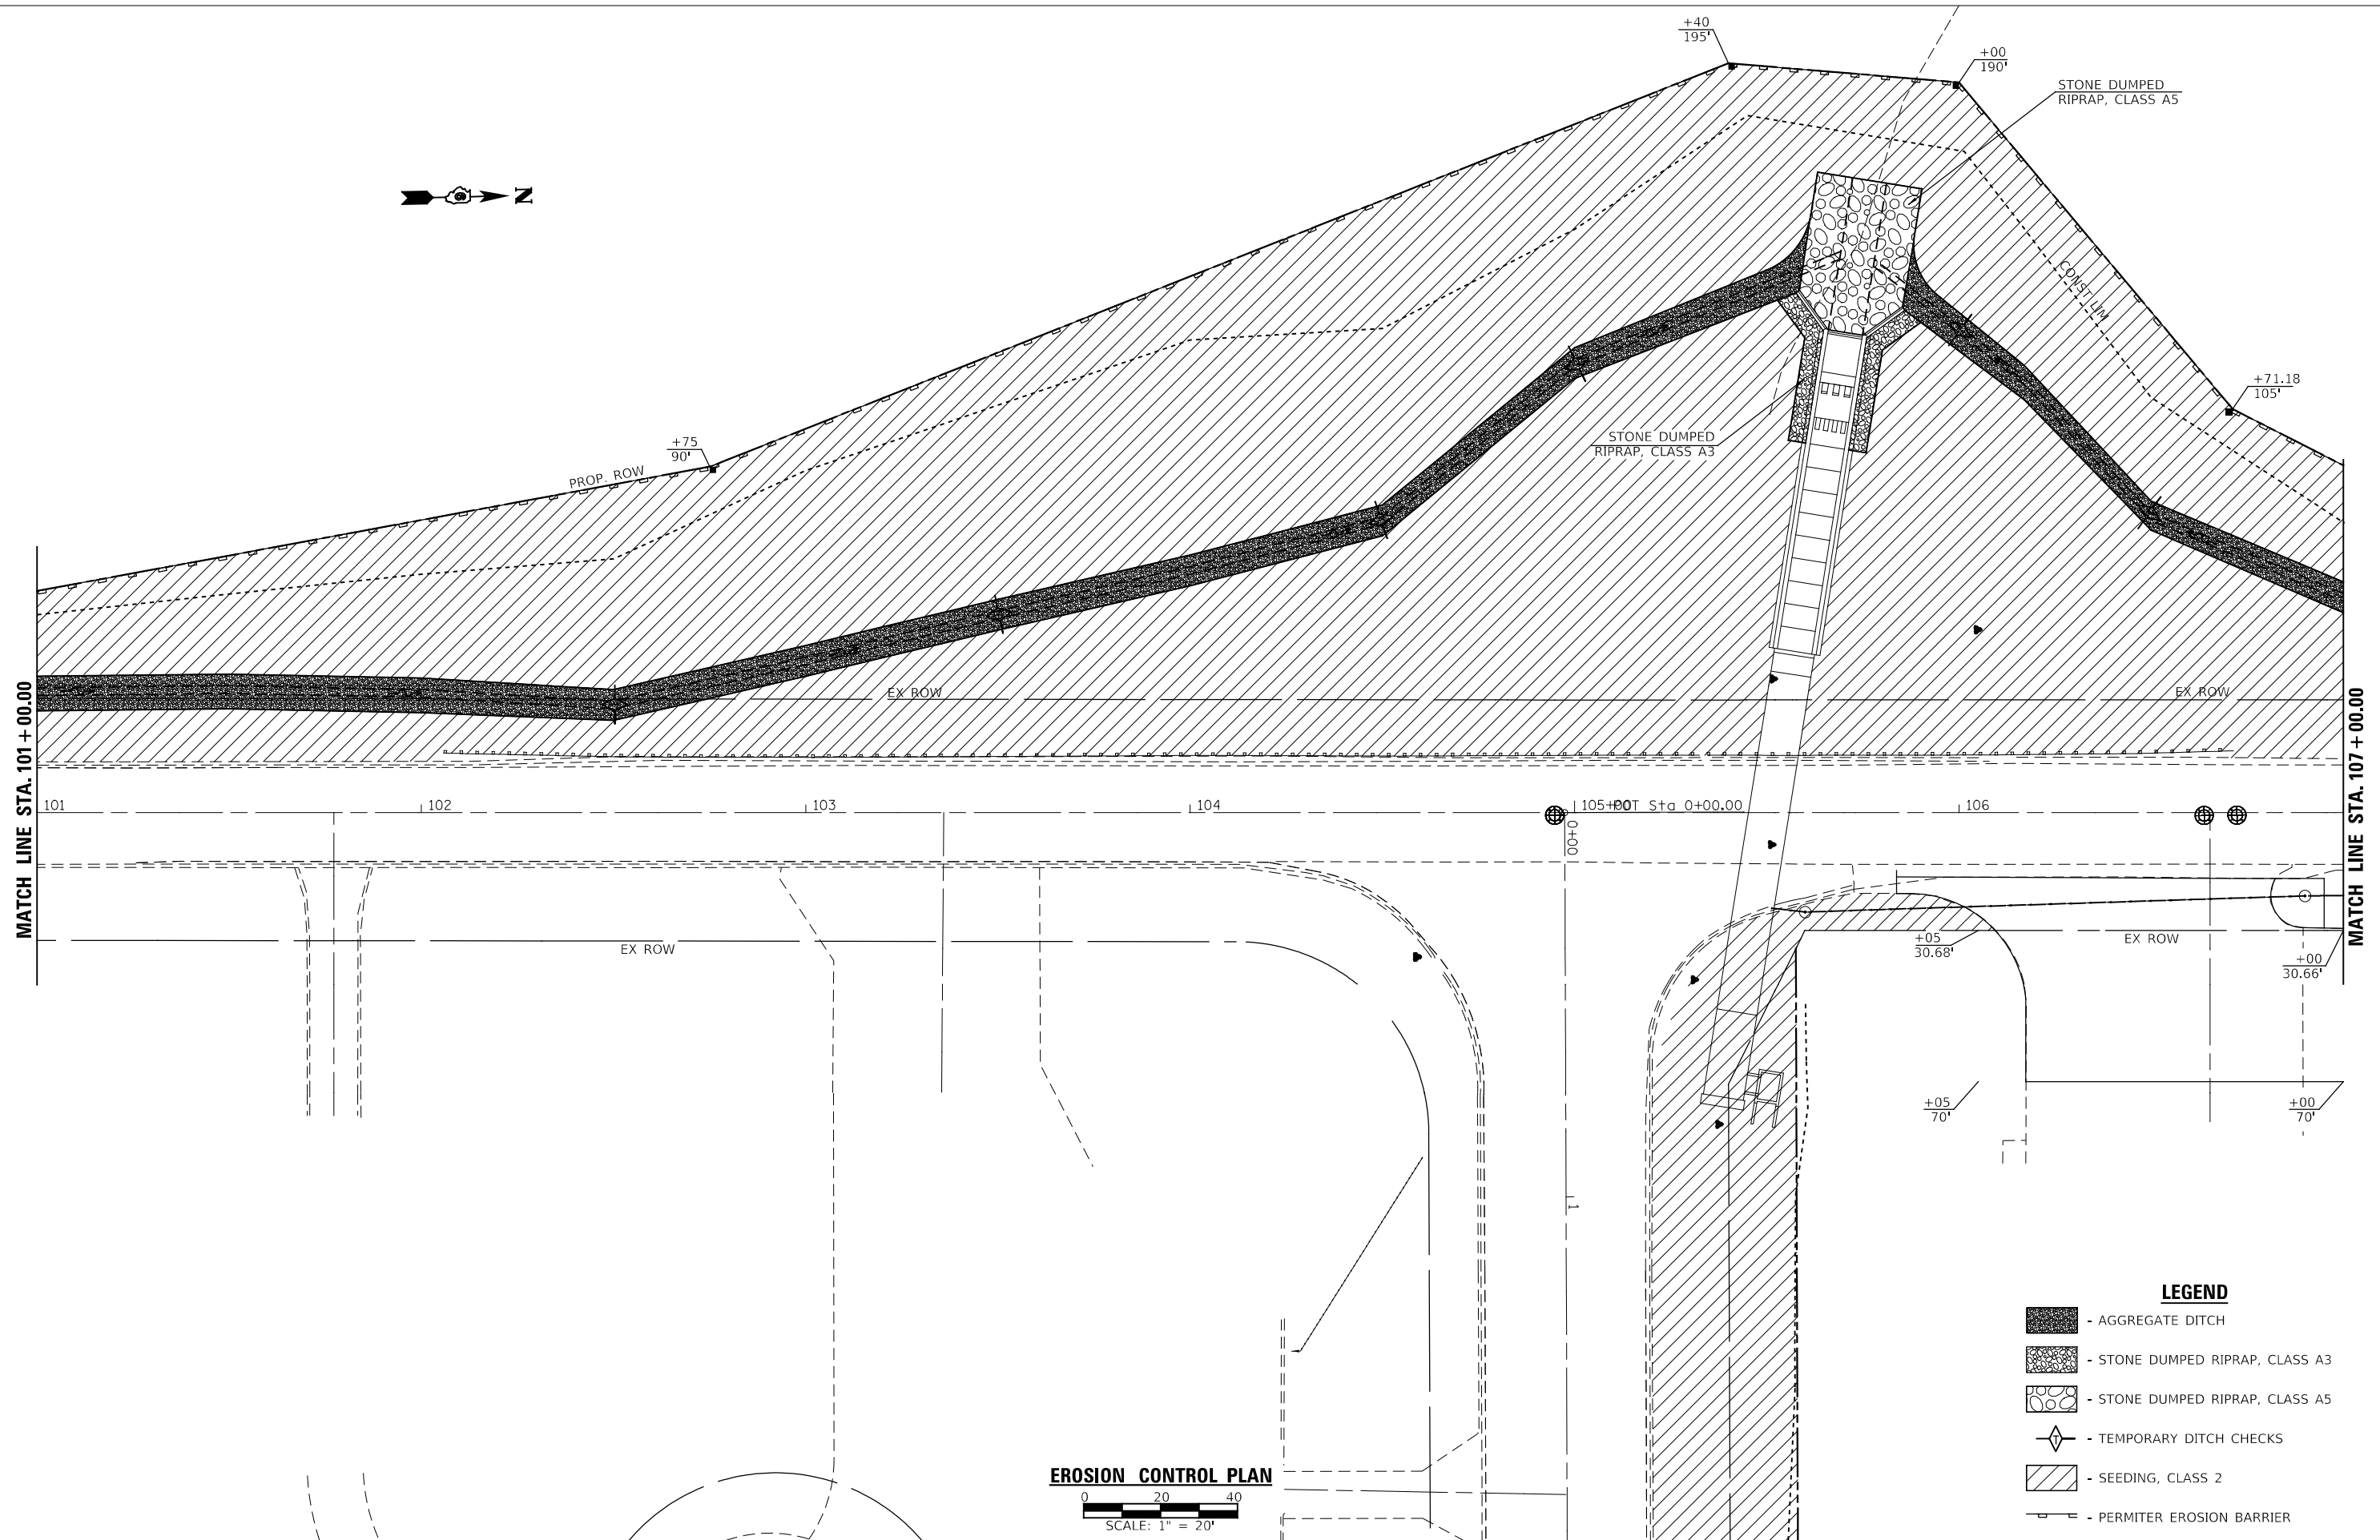 +40
195'
+00
190'
STONE DUMPED
RIPRAP, CLASS A5
N
CONST LIM
+71.18
105'
+75
90'
PROP. ROW
STONE DUMPED
RIPRAP, CLASS A3
MATCH LINE STA. 101 + 00.00
EX ROW
EX ROW
MATCH LINE STA. 107 + 00.00
101
102
103
104
105+00
POT Sta 0+00.00
106
0+00
EX ROW
+05
30.68'
EX ROW
+00
30.66'
+05
70'
+00
70'
1
LEGEND
- AGGREGATE DITCH
- STONE DUMPED RIPRAP, CLASS A3
- STONE DUMPED RIPRAP, CLASS A5
T - TEMPORARY DITCH CHECKS
- SEEDING, CLASS 2
- PERMITER EROSION BARRIER
EROSION CONTROL PLAN
0 20 40
SCALE: 1" = 20'